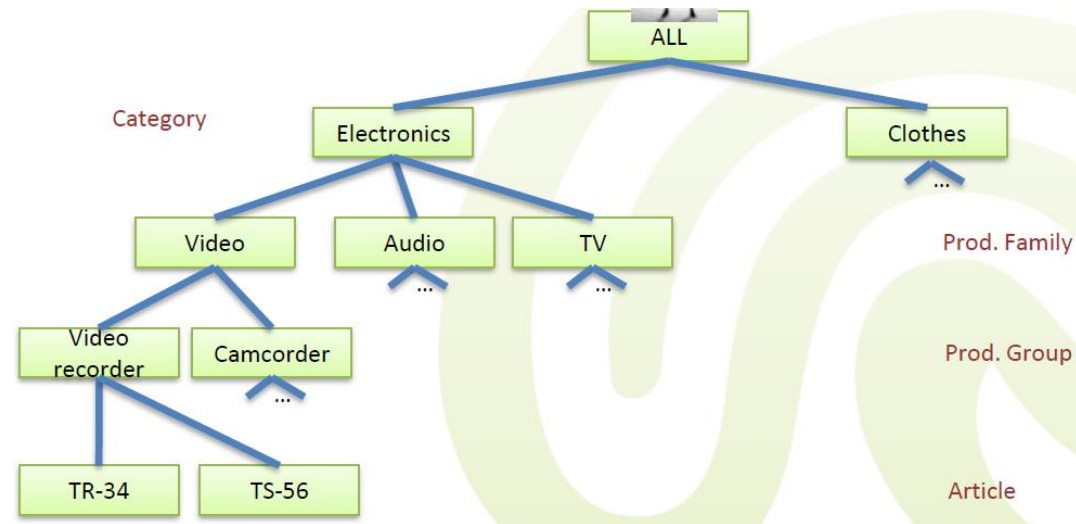 ALL
Category
Electronics
Clothes
...
Video
Audio
TV
Prod. Family
...
...
Video
recorder
Camcorder
Prod. Group
...
TR-34
TS-56
Article